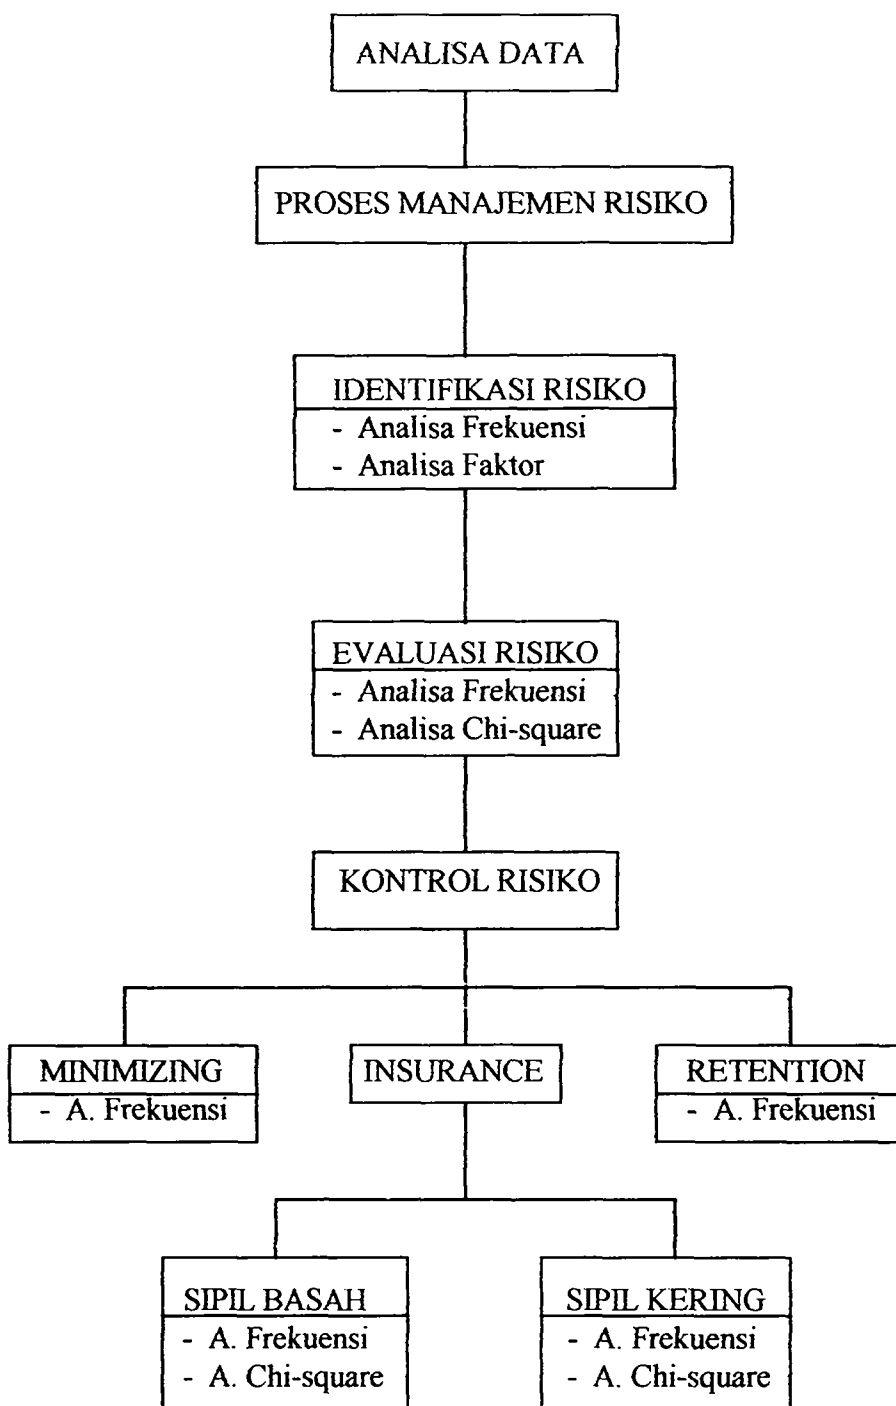 ANALISA DATA
PROSES MANAJEMEN RISIKO
IDENTIFIKASI RISIKO
- Analisa Frekuensi
- Analisa Faktor
EVALUASI RISIKO
- Analisa Frekuensi
- Analisa Chi-square
KONTROL RISIKO
MINIMIZING
- A. Frekuensi
INSURANCE
RETENTION
- A. Frekuensi
SIPIL BASAH
- A. Frekuensi
- A. Chi-square
SIPIL KERING
- A. Frekuensi
- A. Chi-square